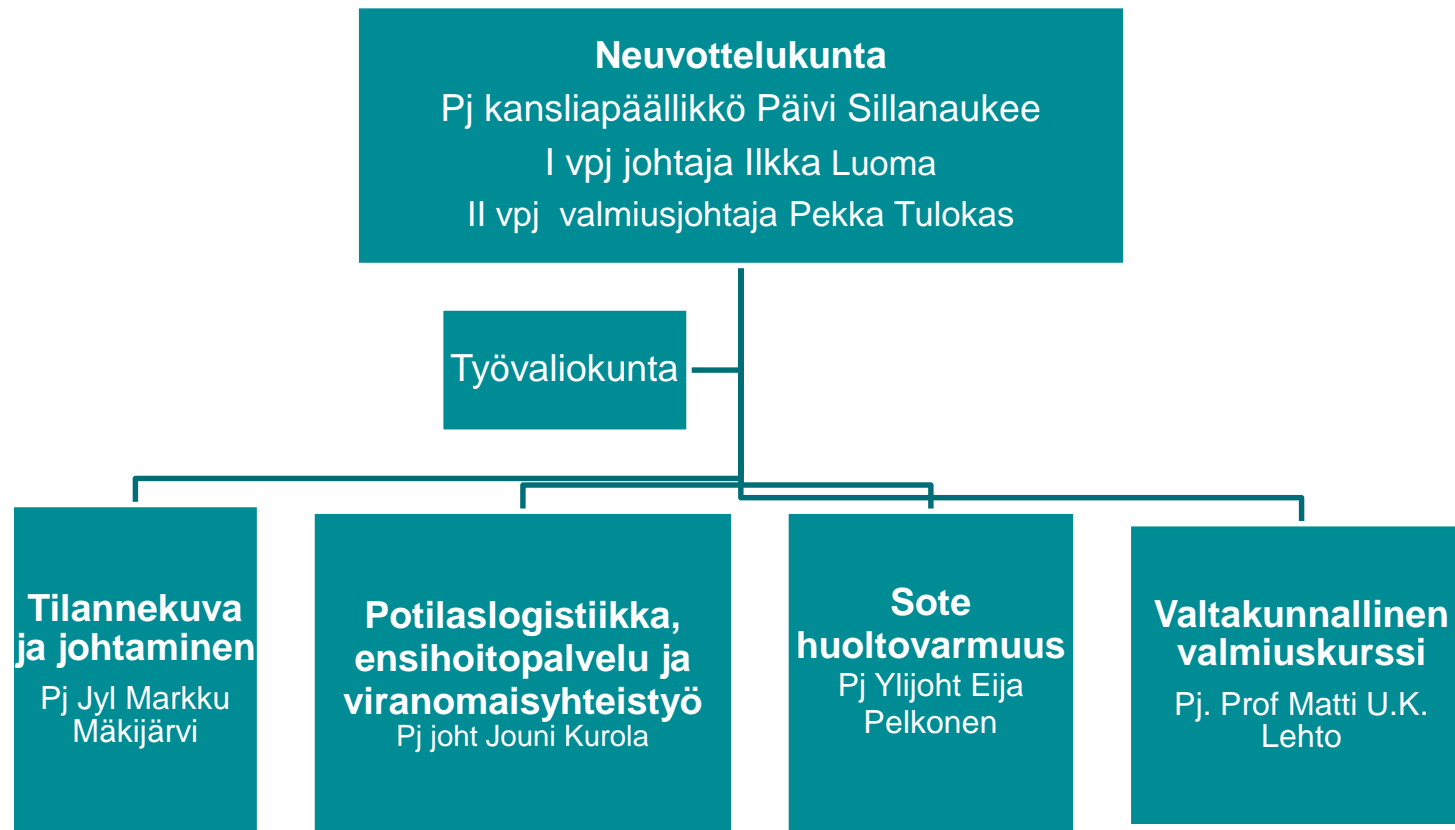 Neuvottelukunta
Pj kansliapäällikkö Päivi Sillanaukee
I vpj johtaja Ilkka Luoma
II vpj valmiusjohtaja Pekka Tulokas
Työvaliokunta
Tilannekuva
ja johtaminen
Pj Jyl Markku
Mäkijärvi
Potilaslogistiikka,
ensihoitopalvelu ja
viranomaisyhteistyö
Pj joht Jouni Kurola
Sote
huoltovarmuus
Pj Ylijoht Eija
Pelkonen
Valtakunnallinen
valmiuskurssi
Pj. Prof Matti U.K.
Lehto